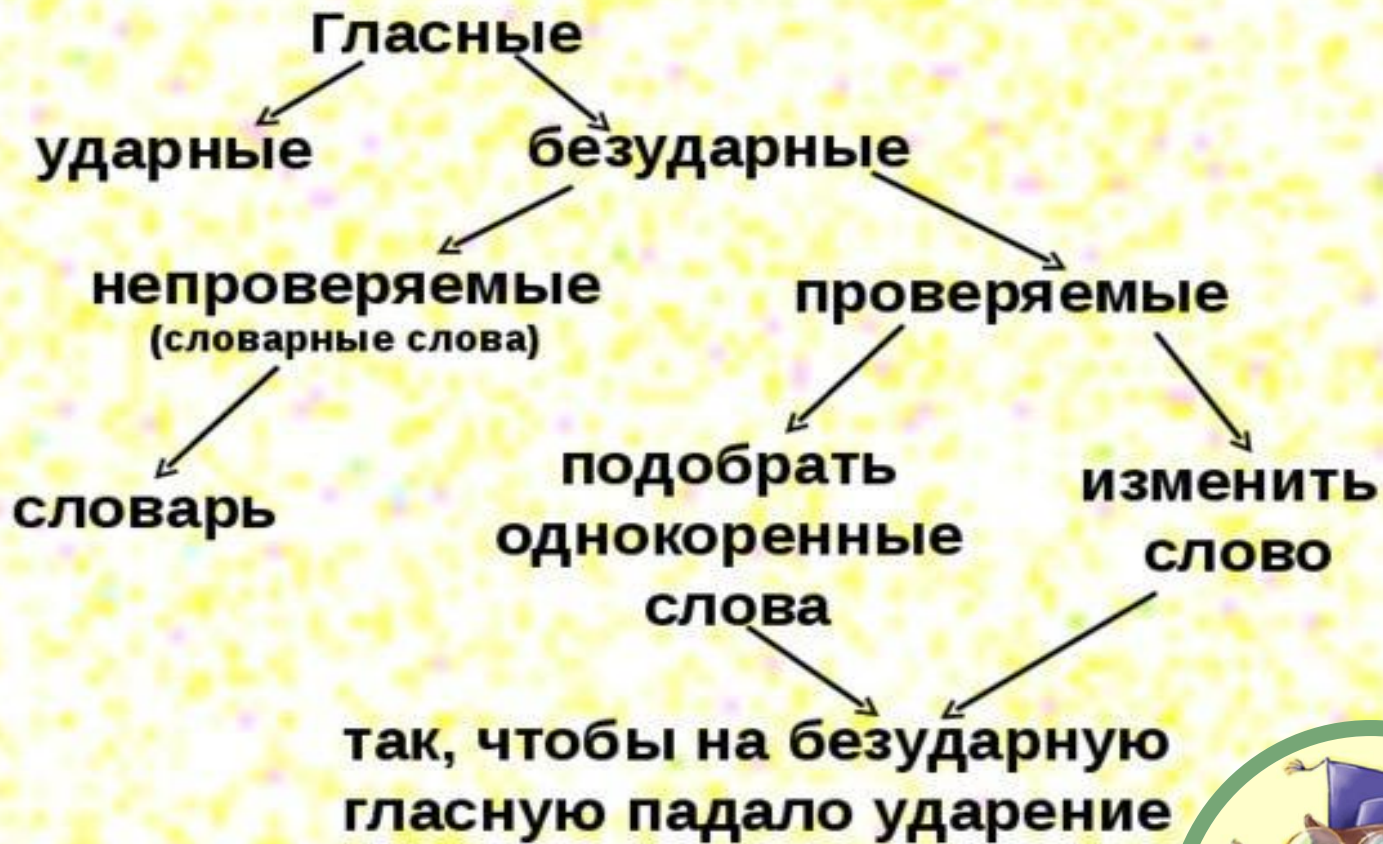 Гласные
ударные
безударные
непроверяемые
(словарные слова)
проверяемые
словарь
подобрать
однокоренные
слова
изменить
слово
так, чтобы на безударную
гласную падало ударение